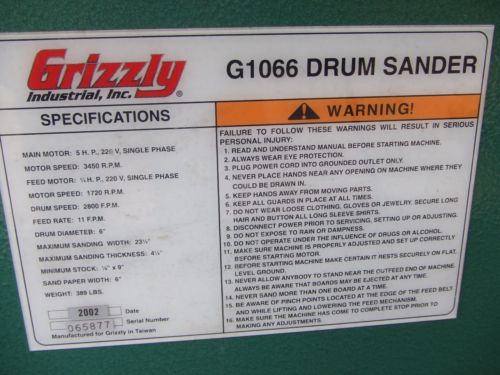 Grizzly
Industrial, Inc.®
G1066 DRUM SANDER
SPECIFICATIONS
MAIN MOTOR: 5 H. P., 220 V, SINGLE PHASE
MOTOR SPEED: 3450 R.P.M.
FEED MOTOR: ¼ H. P., 220 V, SINGLE PHASE
MOTOR SPEED: 1720 R.P.M.
DRUM SPEED: 2800 F.P.M.
FEED RATE: 11 F.P.M.
DRUM DIAMETER: 6"
MAXIMUM SANDING WIDTH: 23½"
MAXIMUM SANDING THICKNESS: 4¼"
MINIMUM STOCK: ¼" x 9"
SAND PAPER WIDTH: 6"
WEIGHT: 389 LBS.
2002 Date
065877 Serial Number
Manufactured for Grizzly in Taiwan
WARNING!
FAILURE TO FOLLOW THESE WARNINGS WILL RESULT IN SERIOUS
PERSONAL INJURY:
1. READ AND UNDERSTAND MANUAL BEFORE STARTING MACHINE.
2. ALWAYS WEAR EYE PROTECTION.
3. PLUG POWER CORD INTO GROUNDED OUTLET ONLY.
4. NEVER PLACE HANDS NEAR ANY OPENING ON MACHINE WHERE THEY
COULD BE DRAWN IN.
5. KEEP HANDS AWAY FROM MOVING PARTS.
6. KEEP ALL GUARDS IN PLACE AT ALL TIMES.
7. DO NOT WEAR LOOSE CLOTHING, GLOVES OR JEWELRY. SECURE LONG
HAIR AND BUTTON ALL LONG SLEEVE SHIRTS.
8. DISCONNECT POWER PRIOR TO SERVICING, SETTING UP OR ADJUSTING.
9. DO NOT EXPOSE TO RAIN OR DAMPNESS.
10. DO NOT OPERATE UNDER THE INFLUENCE OF DRUGS OR ALCOHOL.
11. MAKE SURE MACHINE IS PROPERLY ADJUSTED AND SET UP CORRECTLY
BEFORE STARTING MOTOR.
12. BEFORE STARTING MACHINE MAKE CERTAIN IT RESTS SECURELY ON FLAT,
LEVEL GROUND.
13. NEVER ALLOW ANYBODY TO STAND NEAR THE OUTFEED END OF MACHINE.
ALWAYS BE AWARE THAT BOARDS MAY BE EJECTED AT ANY TIME.
14. NEVER SAND MORE THAN ONE BOARD AT A TIME.
15. BE AWARE OF PINCH POINTS LOCATED AT THE EDGE OF THE FEED BELT
AND WHILE LIFTING AND LOWERING THE FEED MECHANISM.
16. MAKE SURE THE MACHINE HAS COME TO COMPLETE STOP PRIOR TO
MAKING ANY ADJUSTMENTS.